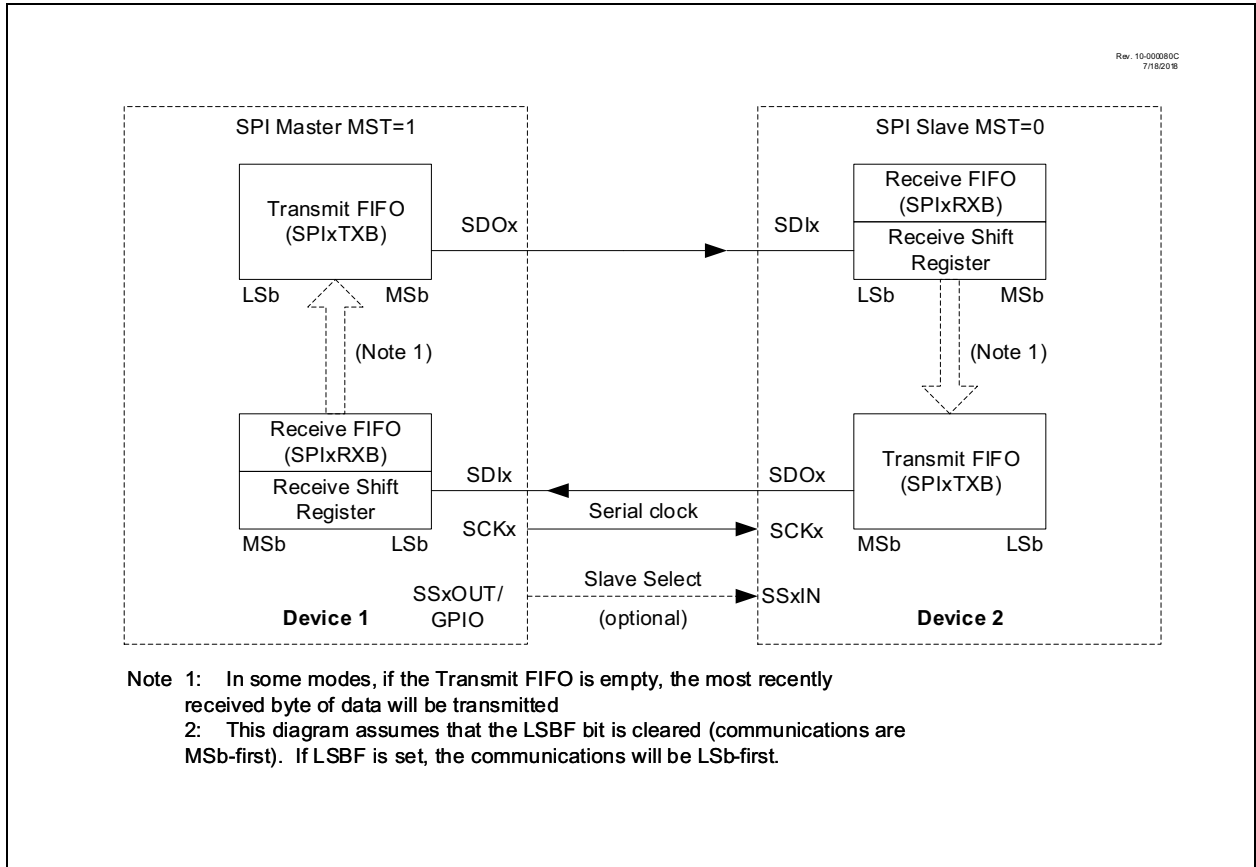 Rev. 10-000080C
7/18/2018
SPI Master MST=1
SPI Slave MST=0
Transmit FIFO
(SPIxTXB)
LSb MSb
SDOx
SDIx
Receive FIFO
(SPIxRXB)
Receive Shift
Register
LSb MSb
(Note 1)
(Note 1)
Receive FIFO
(SPIxRXB)
Receive Shift
Register
MSb LSb
SDIx
SDOx
Transmit FIFO
(SPIxTXB)
MSb LSb
SCKx
Serial clock
SCKx
SSxOUT/
GPIO
Slave Select
(optional)
SSxIN
Device 1
Device 2
Note 1: In some modes, if the Transmit FIFO is empty, the most recently
received byte of data will be transmitted
2: This diagram assumes that the LSBF bit is cleared (communications are
MSb-first). If LSBF is set, the communications will be LSb-first.